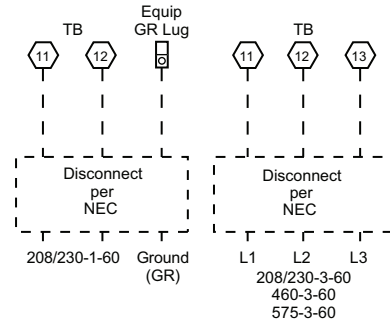 TB
Equip
GR Lug
11
12
Disconnect
per
NEC
208/230-1-60
Ground
(GR)
TB
11
12
13
Disconnect
per
NEC
L1
L2
L3
208/230-3-60
460-3-60
575-3-60